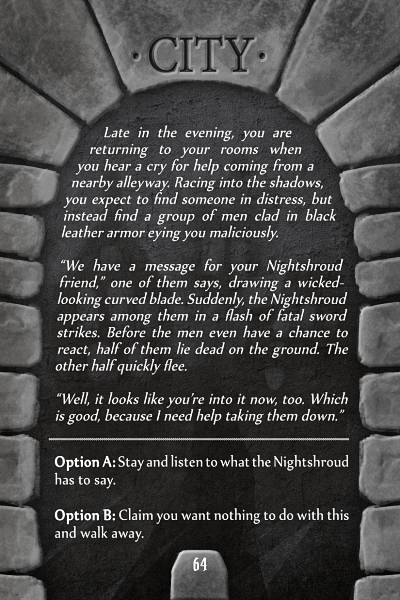 · CITY ·
Late in the evening, you are
returning to your rooms when
you hear a cry for help coming from a
nearby alleyway. Racing into the shadows,
you expect to find someone in distress, but
instead find a group of men clad in black
leather armor eying you maliciously.
“We have a message for your Nightshroud
friend,” one of them says, drawing a wicked-
looking curved blade. Suddenly, the Nightshroud
appears among them in a flash of fatal sword
strikes. Before the men even have a chance to
react, half of them lie dead on the ground. The
other half quickly flee.
“Well, it looks like you’re into it now, too. Which
is good, because I need help taking them down.”
Option A: Stay and listen to what the Nightshroud
has to say.
Option B: Claim you want nothing to do with this
and walk away.
64